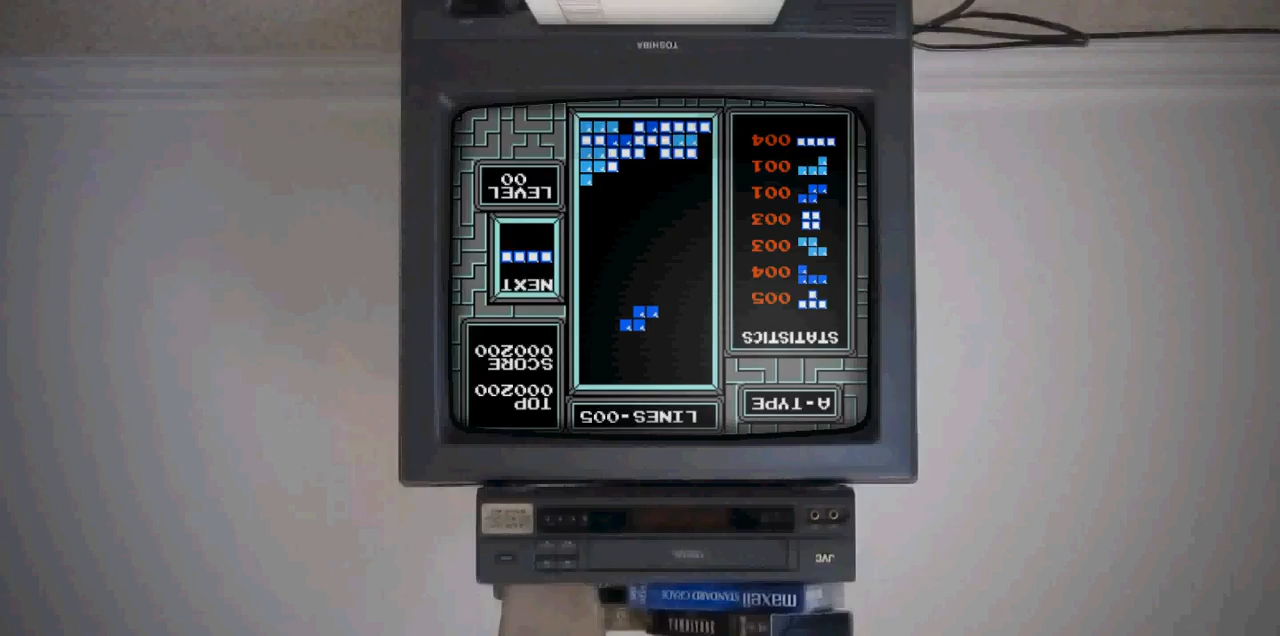 maxell STANDARD GRADE
JVC
A-TYPE
LINES-005
TOP
000200
SCORE
000200
STATISTICS
005
004
003
003
001
001
004
NEXT
LEVEL
00
TOSHIBA